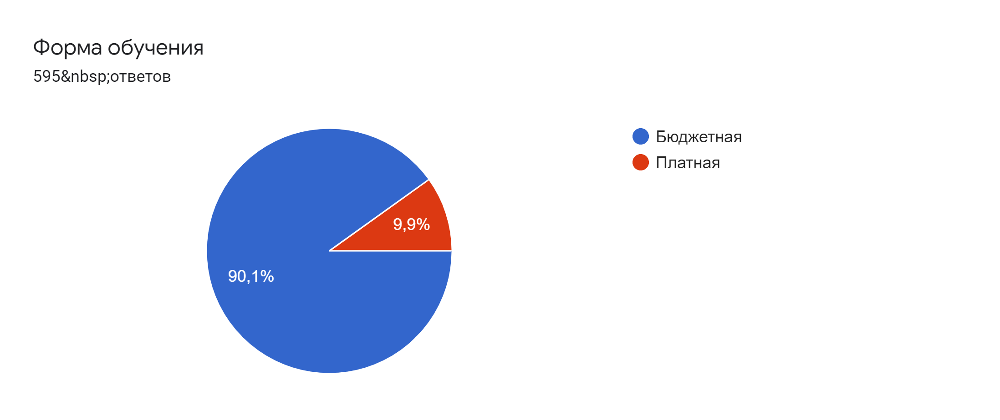 Форма обучения
595&nbsp;ответов
Бюджетная
Платная
9,9%
90,1%